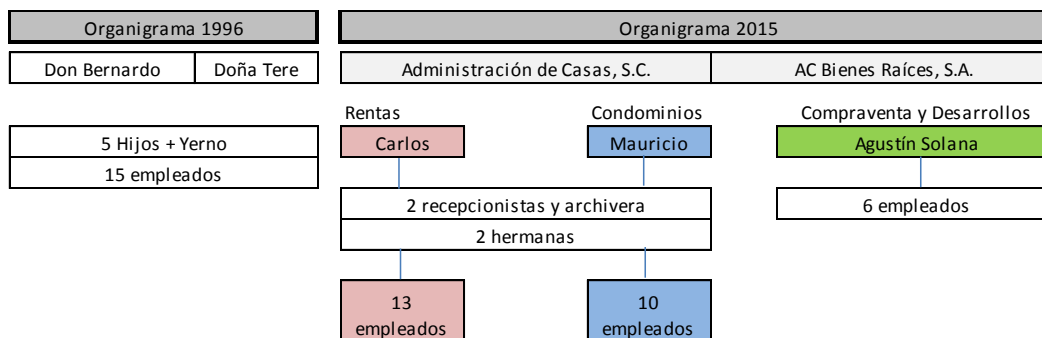 Organigrama 1996
Don Bernardo
Doña Tere
5 Hijos + Yerno
15 empleados
Organigrama 2015
Administración de Casas, S.C.
AC Bienes Raíces, S.A.
Rentas
Condominios
Compraventa y Desarrollos
Carlos
Mauricio
Agustín Solana
2 recepcionistas y archivera
6 empleados
2 hermanas
13
empleados
10
empleados